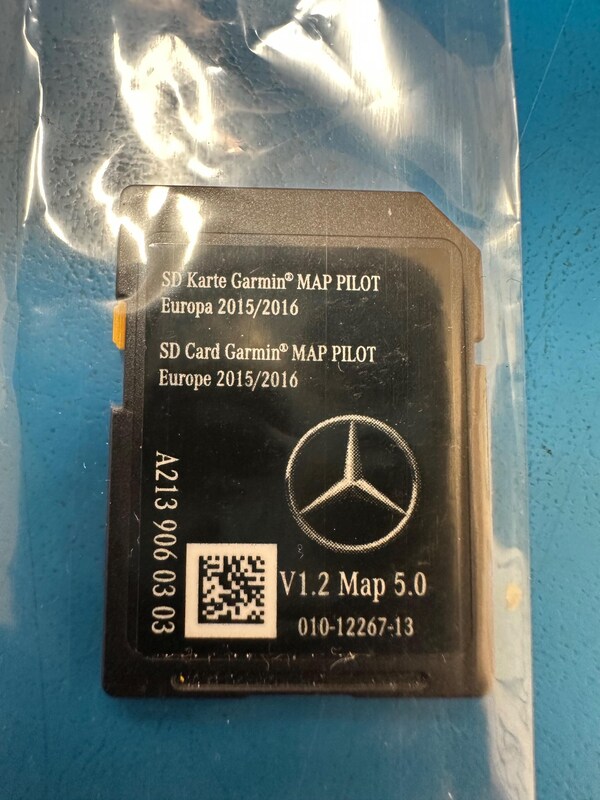 SD Karte Garmin® MAP PILOT
Europa 2015/2016
SD Card Garmin® MAP PILOT
Europe 2015/2016
A213 906 03 03
V1.2 Map 5.0
010-12267-13